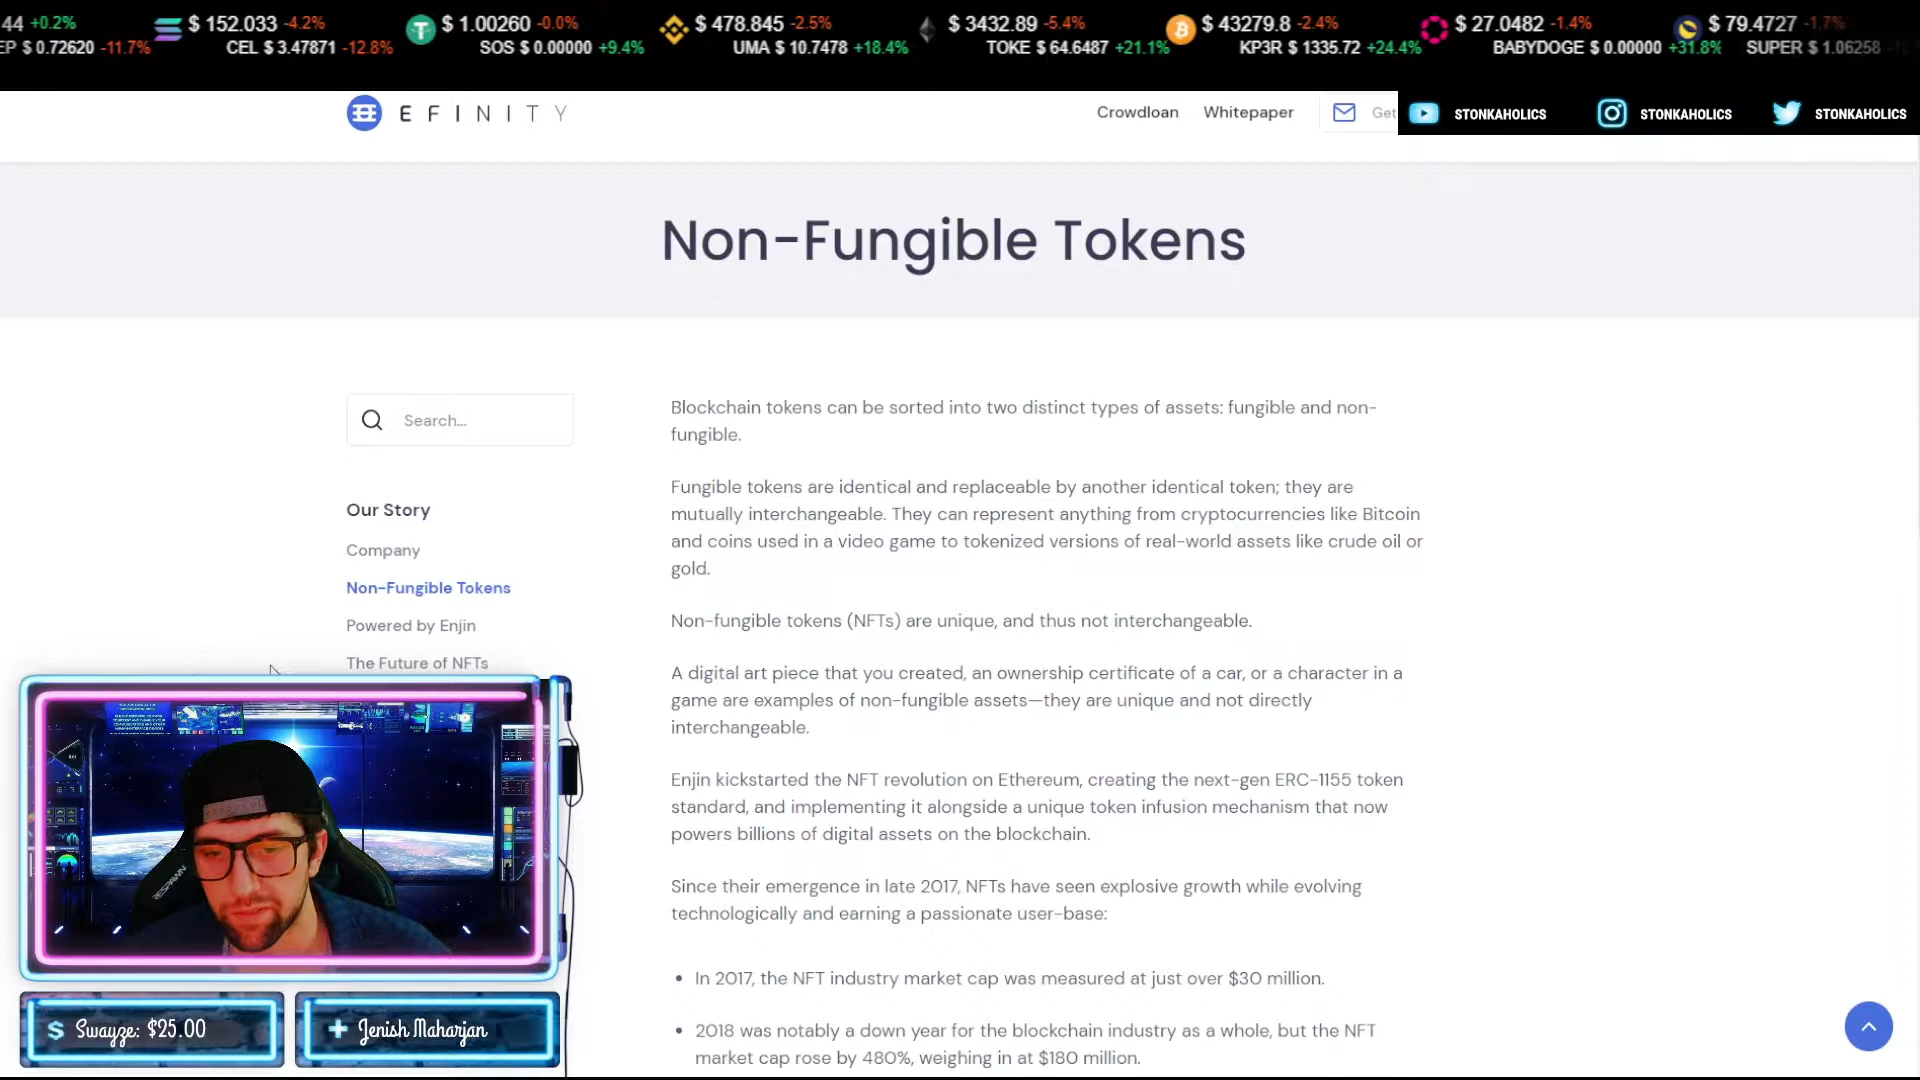 44 +0.2% $ 152.033 -4.2% $ 1.00260 -0.0% $ 478.845 -2.5% $ 3432.89 -5.4% $ 43279.8 -2.4% $ 27.0482 -1.4% $ 79.4727 -1.7%
EP $ 0.72620 -11.7% CEL $ 3.47871 -12.8% SOS $ 0.00000 +9.4% UMA $ 10.7478 +18.4% TOKE $ 64.6487 +21.1% KP3R $ 1335.72 +24.4% BABYDOGE $ 0.00000 +31.8% SUPER $ 1.06258
EFINITY Crowdloan Whitepaper Get STONKAHOLICS STONKAHOLICS STONKAHOLICS
Non-Fungible Tokens
Search...
Our Story
Company
Non-Fungible Tokens
Powered by Enjin
The Future of NFTs
Blockchain tokens can be sorted into two distinct types of assets: fungible and non-
fungible.
Fungible tokens are identical and replaceable by another identical token; they are
mutually interchangeable. They can represent anything from cryptocurrencies like Bitcoin
and coins used in a video game to tokenized versions of real-world assets like crude oil or
gold.
Non-fungible tokens (NFTs) are unique, and thus not interchangeable.
A digital art piece that you created, an ownership certificate of a car, or a character in a
game are examples of non-fungible assets—they are unique and not directly
interchangeable.
Enjin kickstarted the NFT revolution on Ethereum, creating the next-gen ERC-1155 token
standard, and implementing it alongside a unique token infusion mechanism that now
powers billions of digital assets on the blockchain.
Since their emergence in late 2017, NFTs have seen explosive growth while evolving
technologically and earning a passionate user-base:
• In 2017, the NFT industry market cap was measured at just over $30 million.
• 2018 was notably a down year for the blockchain industry as a whole, but the NFT
market cap rose by 480%, weighing in at $180 million.
RESPAWN
$ Swayze: $25.00
+ Jenish Maharjan